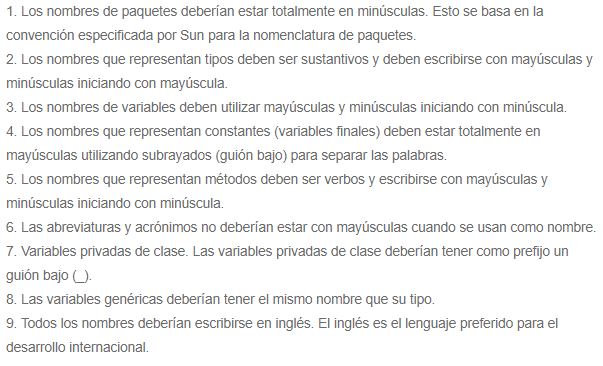 1. Los nombres de paquetes deberían estar totalmente en minúsculas. Esto se basa en la
convención especificada por Sun para la nomenclatura de paquetes.
2. Los nombres que representan tipos deben ser sustantivos y deben escribirse con mayúsculas y
minúsculas iniciando con mayúscula.
3. Los nombres de variables deben utilizar mayúsculas y minúsculas iniciando con minúscula.
4. Los nombres que representan constantes (variables finales) deben estar totalmente en
mayúsculas utilizando subrayados (guión bajo) para separar las palabras.
5. Los nombres que representan métodos deben ser verbos y escribirse con mayúsculas y
minúsculas iniciando con minúscula.
6. Las abreviaturas y acrónimos no deberían estar con mayúsculas cuando se usan como nombre.
7. Variables privadas de clase. Las variables privadas de clase deberían tener como prefijo un
guión bajo (_).
8. Las variables genéricas deberían tener el mismo nombre que su tipo.
9. Todos los nombres deberían escribirse en inglés. El inglés es el lenguaje preferido para el
desarrollo internacional.